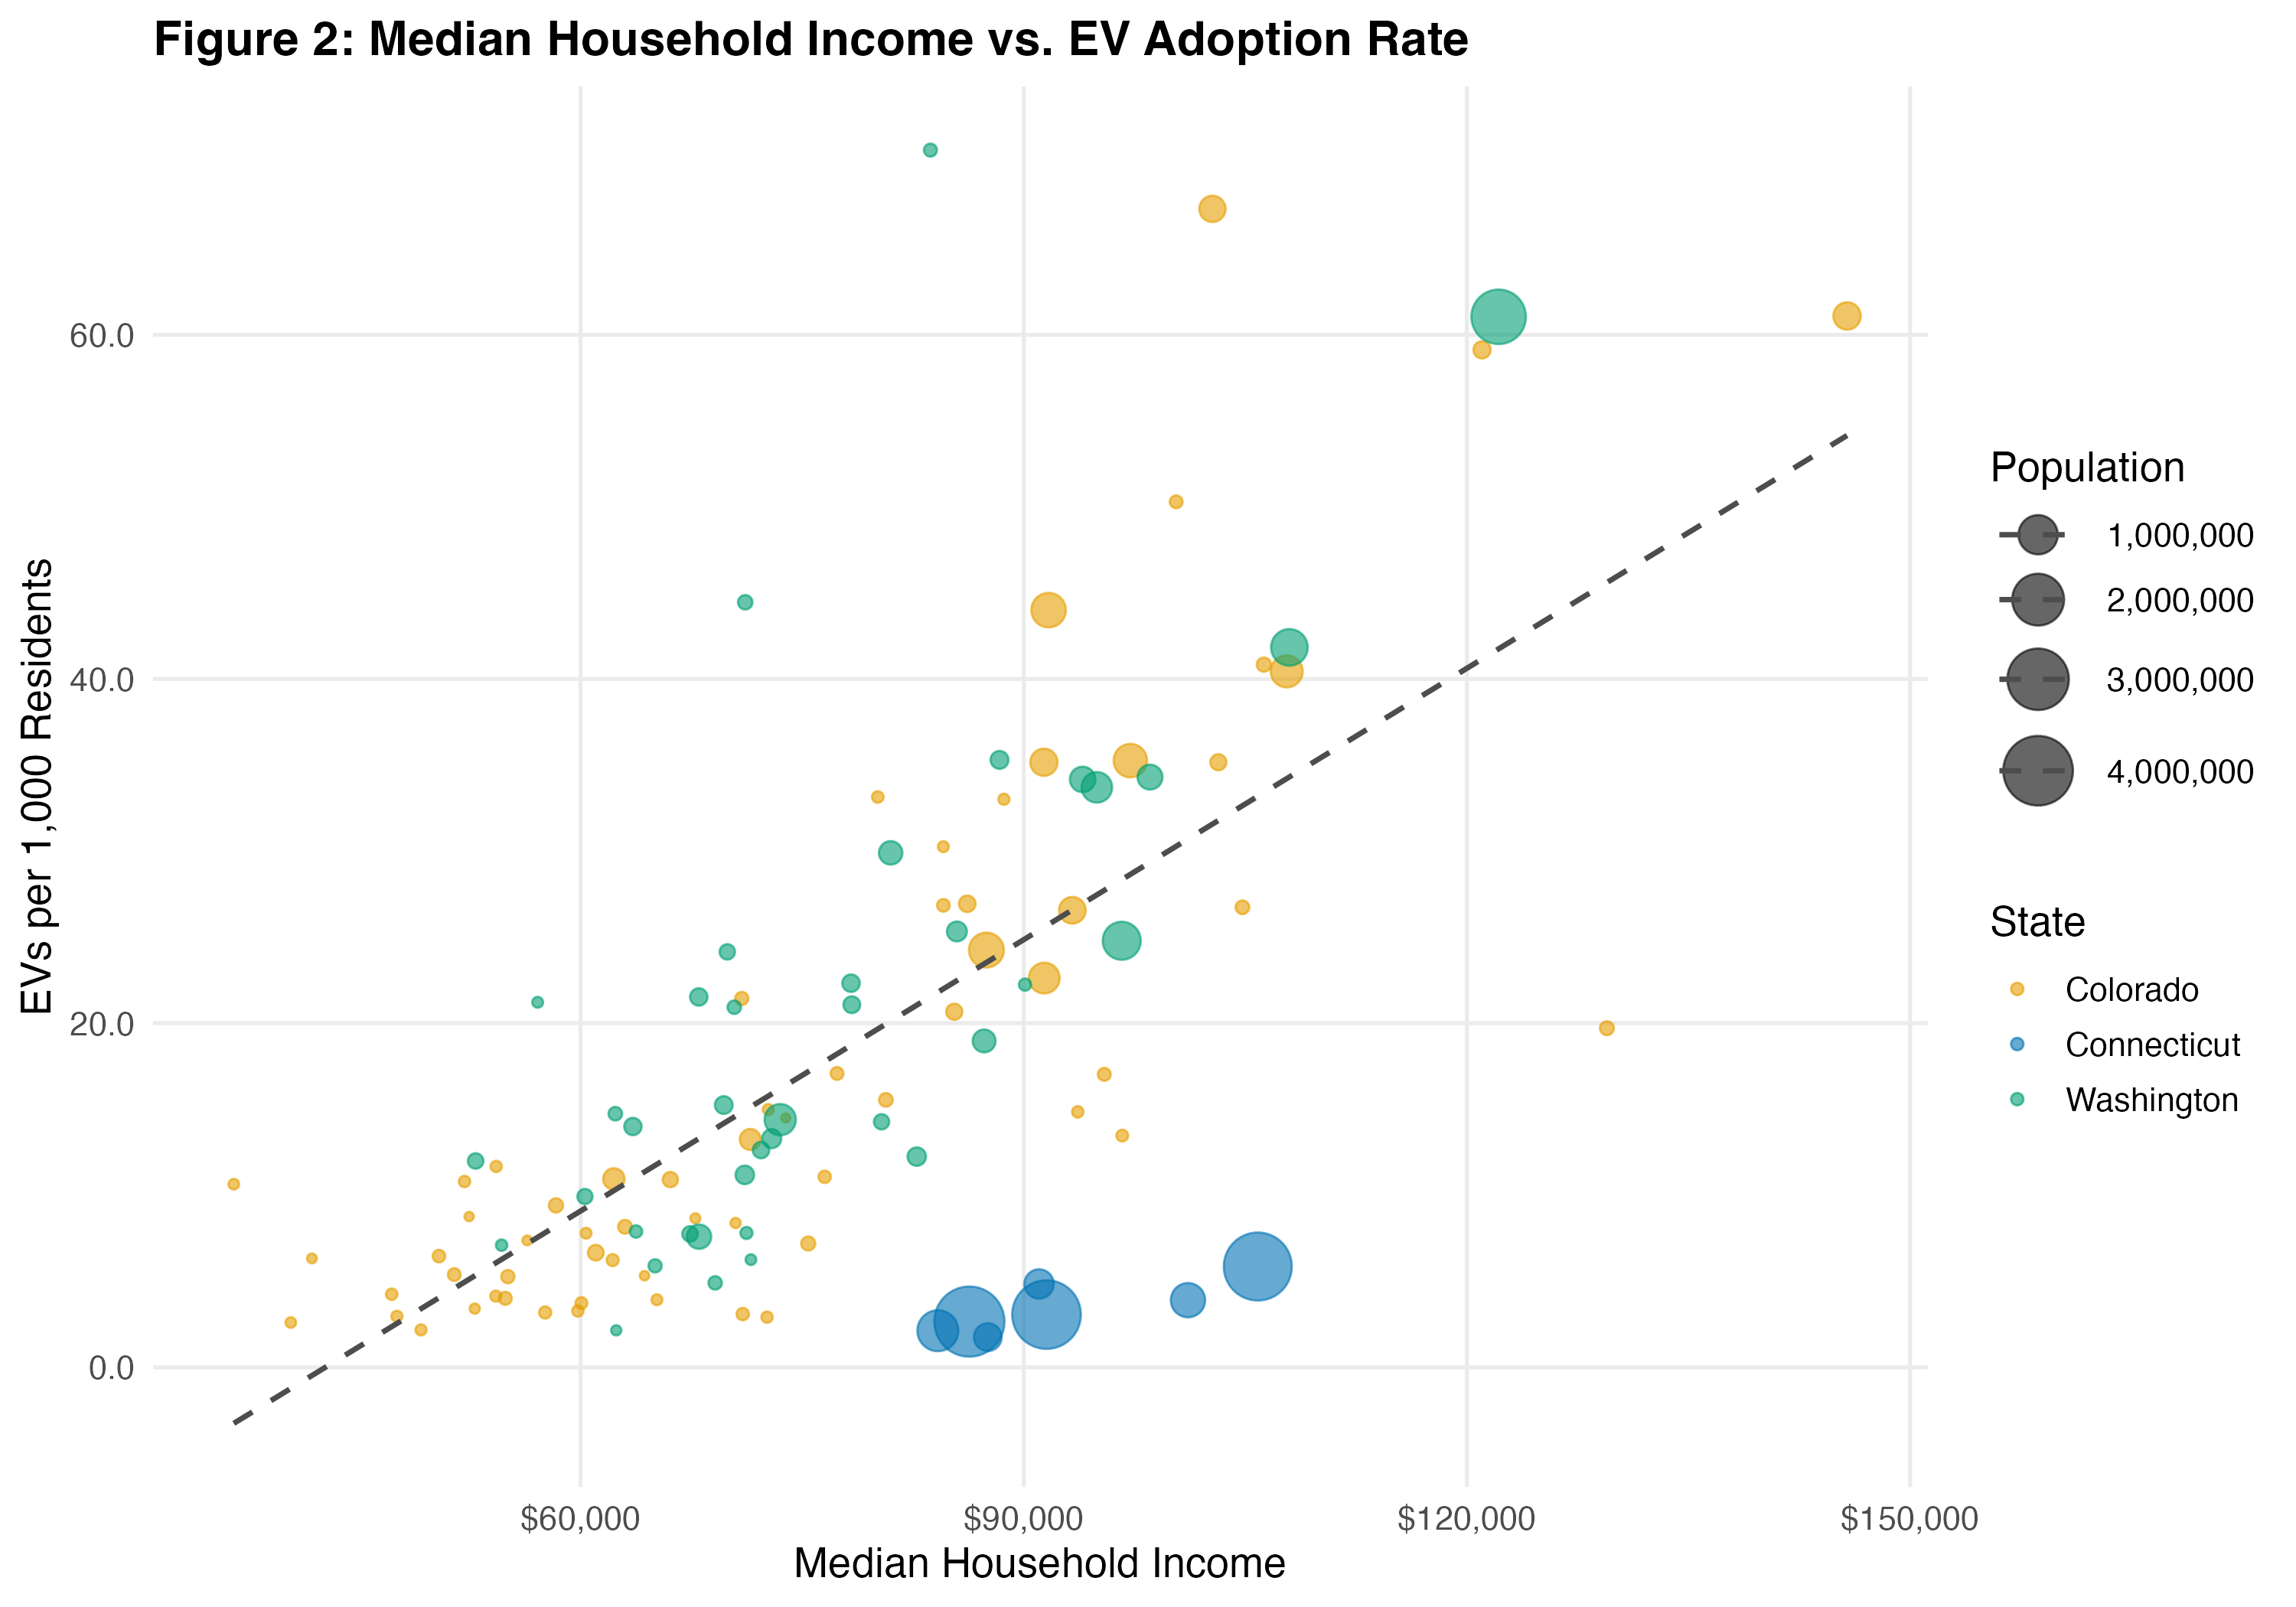 Figure 2: Median Household Income vs. EV Adoption Rate
EVs per 1,000 Residents
60.0
40.0
20.0
0.0
$60,000
$90,000
$120,000
$150,000
Median Household Income
Population
1,000,000
2,000,000
3,000,000
4,000,000
State
Colorado
Connecticut
Washington